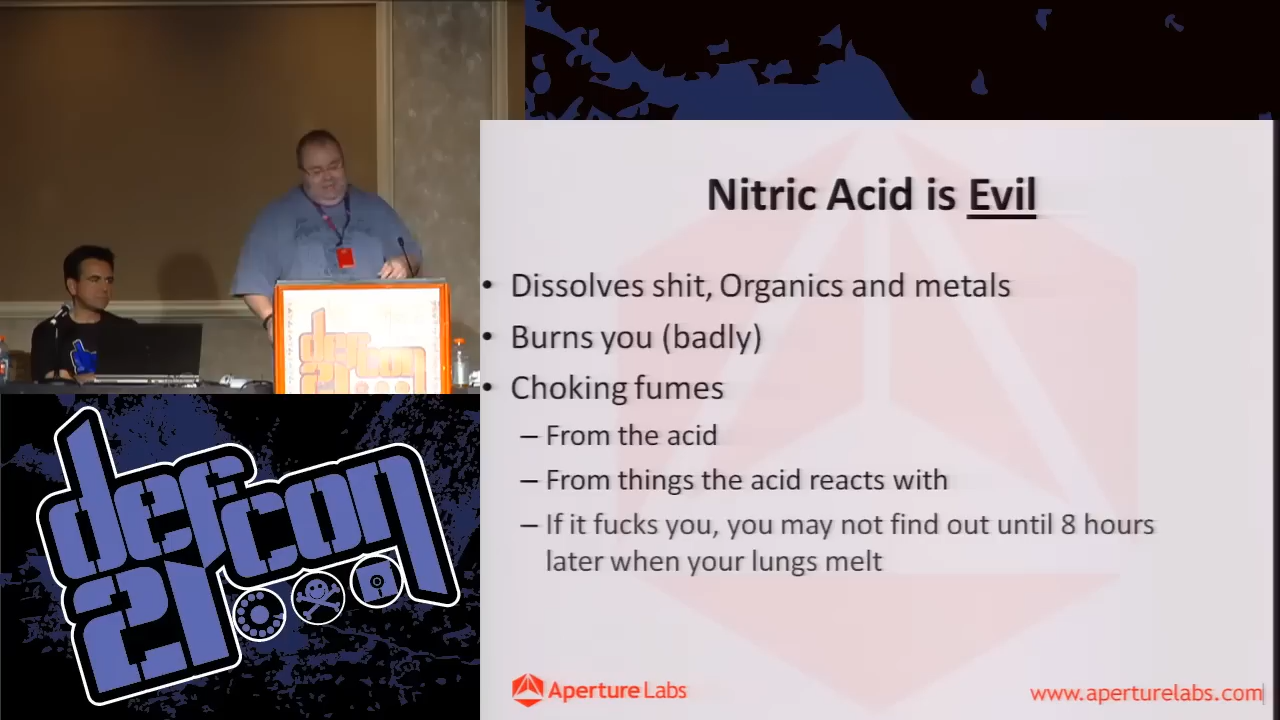 Nitric Acid is Evil
• Dissolves shit, Organics and metals
• Burns you (badly)
• Choking fumes
– From the acid
– From things the acid reacts with
– If it fucks you, you may not find out until 8 hours
later when your lungs melt
Aperture Labs
www.aperturelabs.com
defcon
21
defcon
21